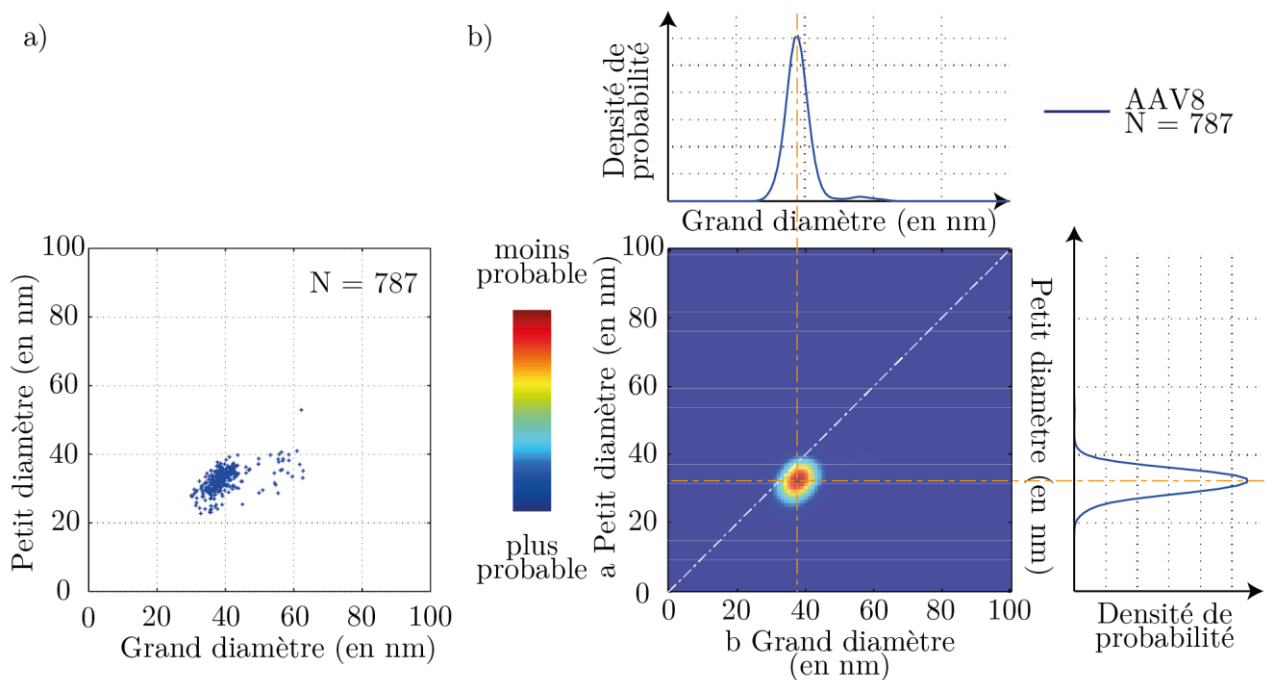 a)
N = 787
100
80
60
40
20
0
Petit diamètre (en nm)
0 20 40 60 80 100
Grand diamètre (en nm)
b)
Densité de
probabilité
Grand diamètre (en nm)
AAV8
N = 787
moins
probable
plus
probable
100
80
60
40
20
0
a Petit diamètre (en nm)
0 20 40 60 80 100
b Grand diamètre
(en nm)
Petit diamètre (en nm)
Densité de
probabilité